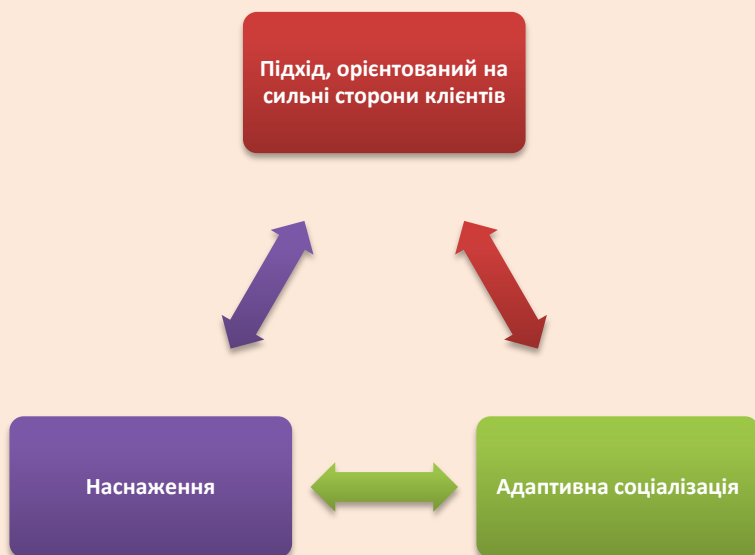 Підхід, орієнтований на
сильні сторони клієнтів
Наснаження
Адаптивна соціалізація